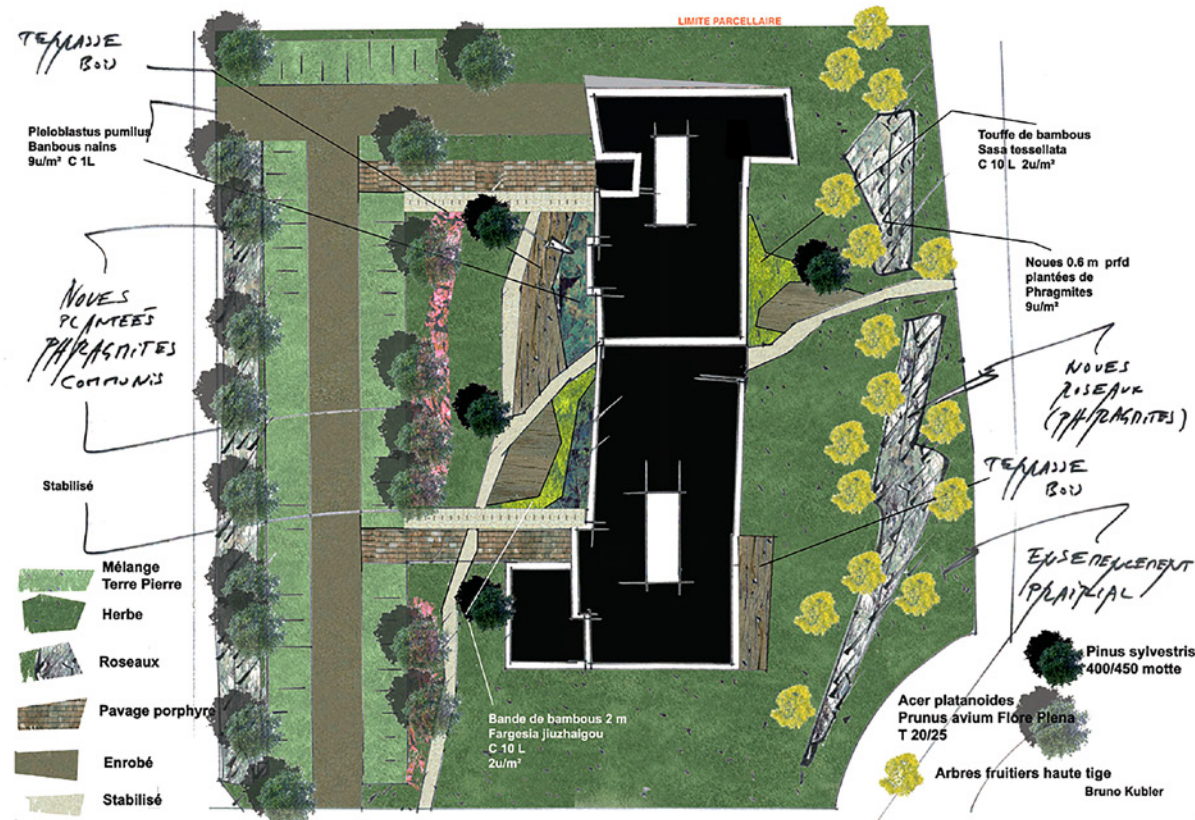 LIMITE PARCELLAIRE
TERRASSE
BOIS
Pleloblastus pumilus
Banbous nains
9u/m² C 1L
Touffe de bambous
Sasa tessellata
C 10 L 2u/m²
Noues 0.6 m prfd
plantées de
Phragmites
9u/m²
NOUES
PLANTÉES
PHRAGMITES
COMMUNIS
NOUES
ROSEAUX
(PHRAGMITES)
Stabilisé
TERRASSE
BOIS
ENSEMENCEMENT
PRAIRIAL
Mélange
Terre Pierre
Herbe
Roseaux
Pavage porphyre
Enrobé
Stabilisé
Bande de bambous 2 m
Fargesia jiuzhaigou
C 10 L
2u/m²
Pinus sylvestris
400/450 motte
Acer platanoides
Prunus avium Flore Plena
T 20/25
Arbres fruitiers haute tige
Bruno Kubler